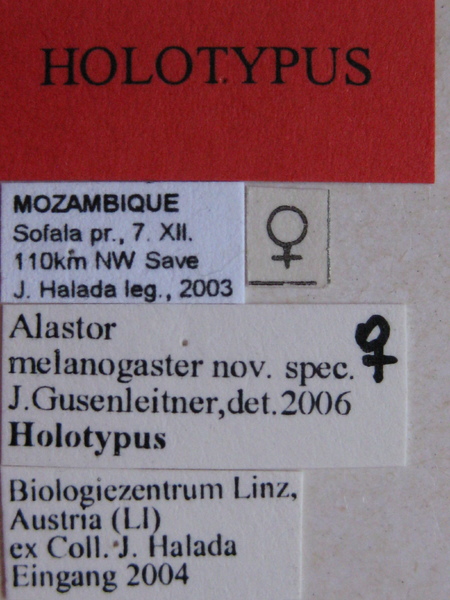 HOLOTYPUS
MOZAMBIQUE
Sofala pr., 7. XII.
110km NW Save
J. Halada leg., 2003
♀
Alastor ♀
melanogaster nov. spec.
J.Gusenleitner,det.2006
Holotypus
Biologiezentrum Linz,
Austria (LI)
ex Coll. J. Halada
Eingang 2004